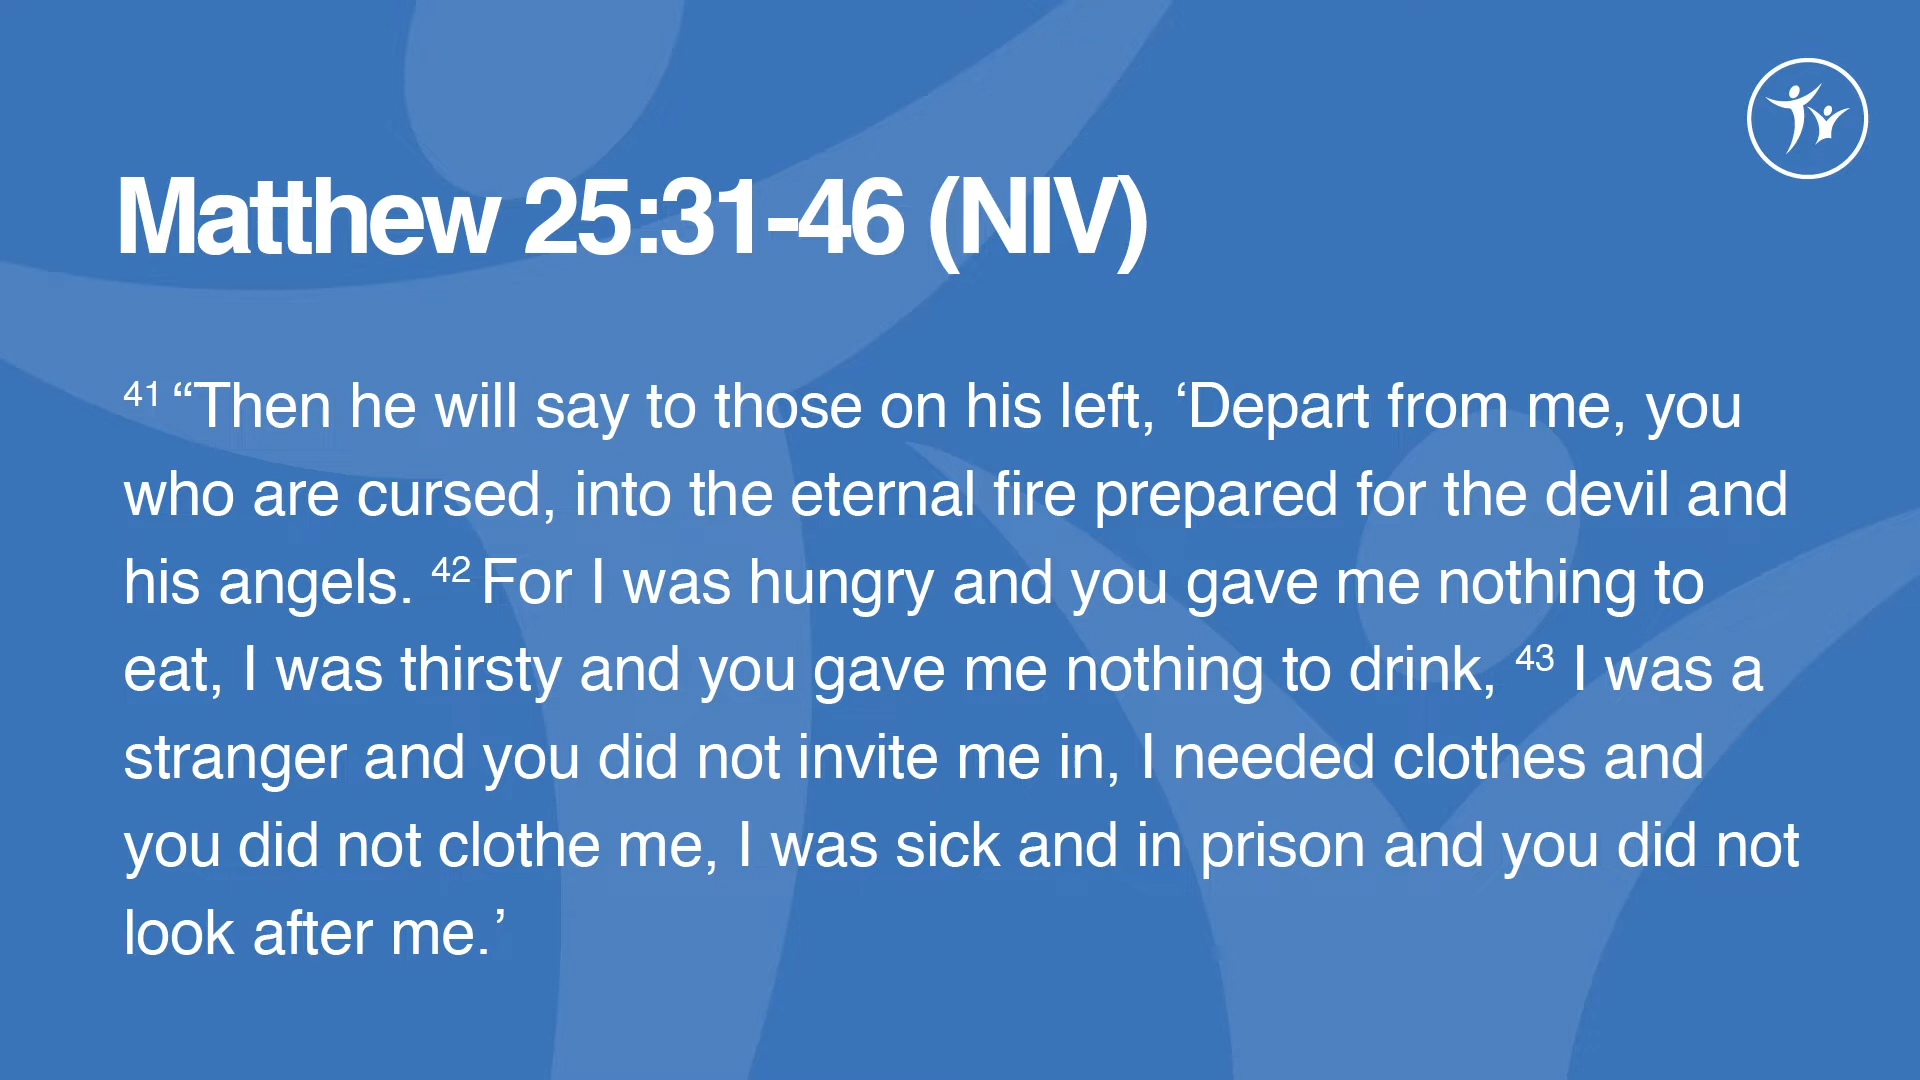 Matthew 25:31-46 (NIV)
41 “Then he will say to those on his left, ‘Depart from me, you
who are cursed, into the eternal fire prepared for the devil and
his angels. 42 For I was hungry and you gave me nothing to
eat, I was thirsty and you gave me nothing to drink, 43 I was a
stranger and you did not invite me in, I needed clothes and
you did not clothe me, I was sick and in prison and you did not
look after me.’